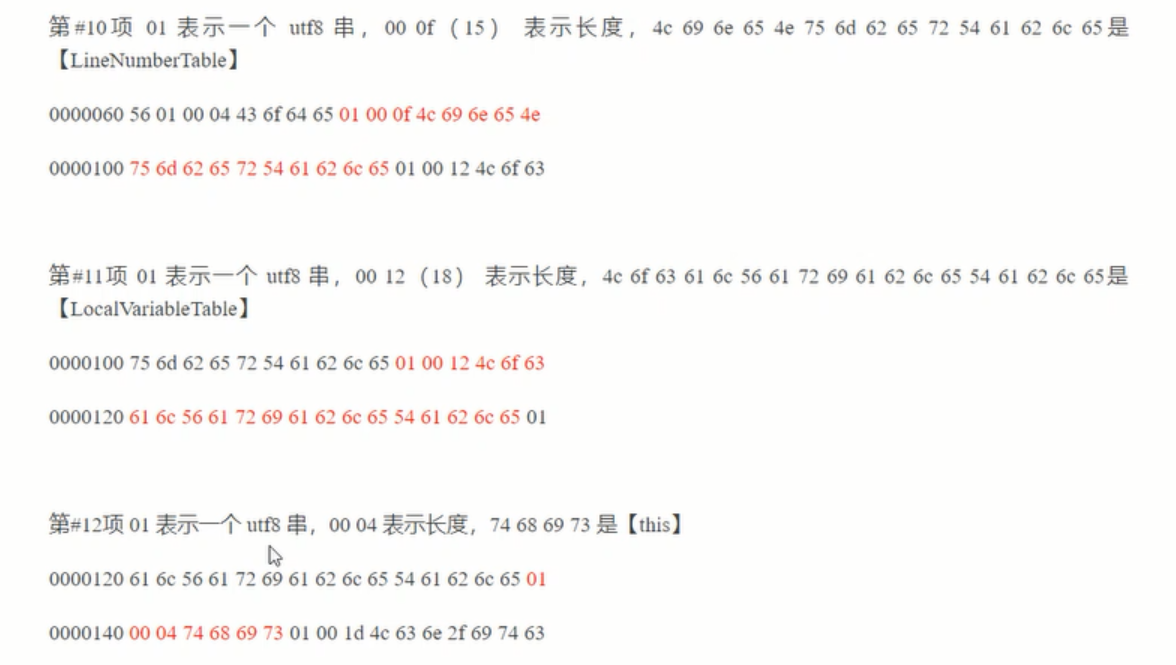 第#10项 01 表示一个 utf8 串，00 0f（15） 表示长度，4c 69 6e 65 4e 75 6d 62 65 72 54 61 62 6c 65是
【LineNumberTable】
0000060 56 01 00 04 43 6f 64 65 01 00 0f 4c 69 6e 65 4e
0000100 75 6d 62 65 72 54 61 62 6c 65 01 00 12 4c 6f 63
第#11项 01 表示一个 utf8 串，00 12（18） 表示长度，4c 6f 63 61 6c 56 61 72 69 61 62 6c 65 54 61 62 6c 65是
【LocalVariableTable】
0000100 75 6d 62 65 72 54 61 62 6c 65 01 00 12 4c 6f 63
0000120 61 6c 56 61 72 69 61 62 6c 65 54 61 62 6c 65 01
第#12项 01 表示一个 utf8 串，00 04 表示长度，74 68 69 73 是【this】
0000120 61 6c 56 61 72 69 61 62 6c 65 54 61 62 6c 65 01
0000140 00 04 74 68 69 73 01 00 1d 4c 63 6e 2f 69 74 63